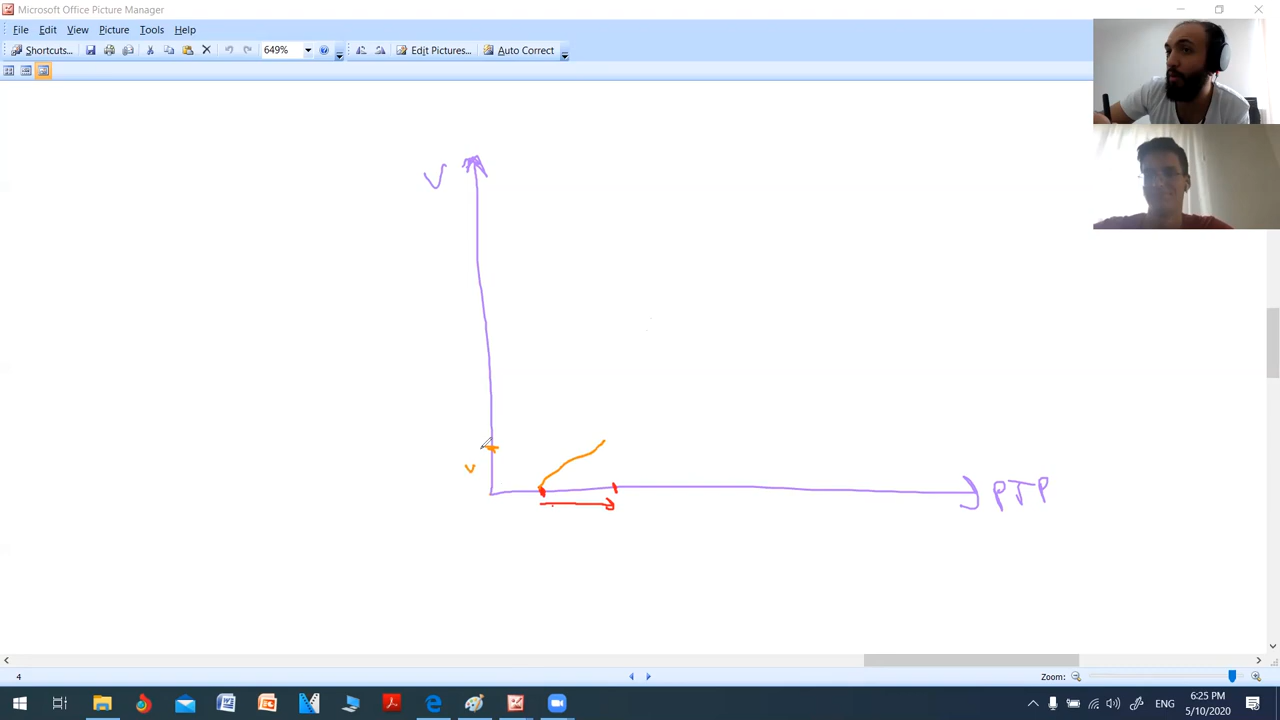 Microsoft Office Picture Manager
File Edit View Picture Tools Help
Shortcuts... 649% Edit Pictures... Auto Correct
V
v
PTP
4
Zoom:
ENG
6:25 PM
5/10/2020